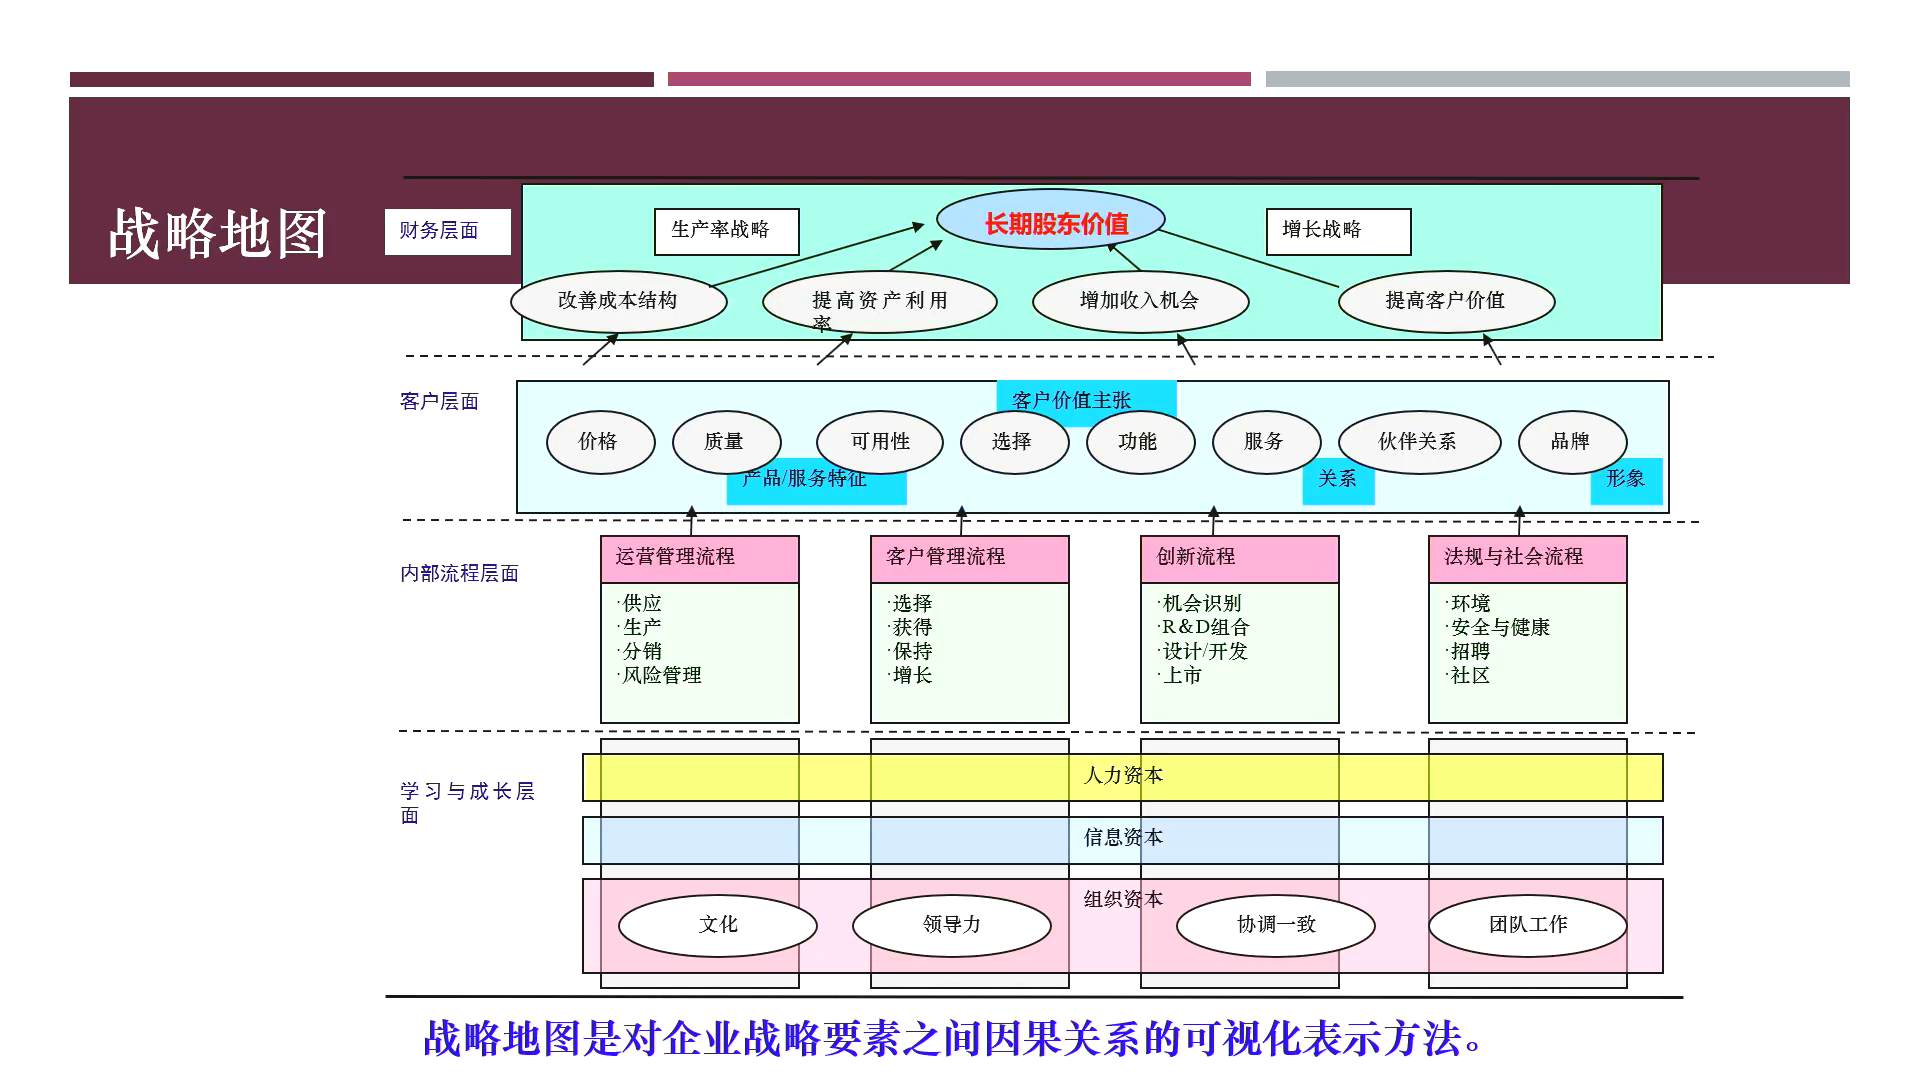 战略地图
财务层面
生产率战略
长期股东价值
增长战略
改善成本结构
提高资产利用
率
增加收入机会
提高客户价值
客户层面
客户价值主张
价格
质量
可用性
选择
功能
服务
伙伴关系
品牌
产品/服务特征
关系
形象
内部流程层面
运营管理流程
·供应
·生产
·分销
·风险管理
客户管理流程
·选择
·获得
·保持
·增长
创新流程
·机会识别
·R&D组合
·设计/开发
·上市
法规与社会流程
·环境
·安全与健康
·招聘
·社区
学习与成长层
面
人力资本
信息资本
组织资本
文化
领导力
协调一致
团队工作
战略地图是对企业战略要素之间因果关系的可视化表示方法。